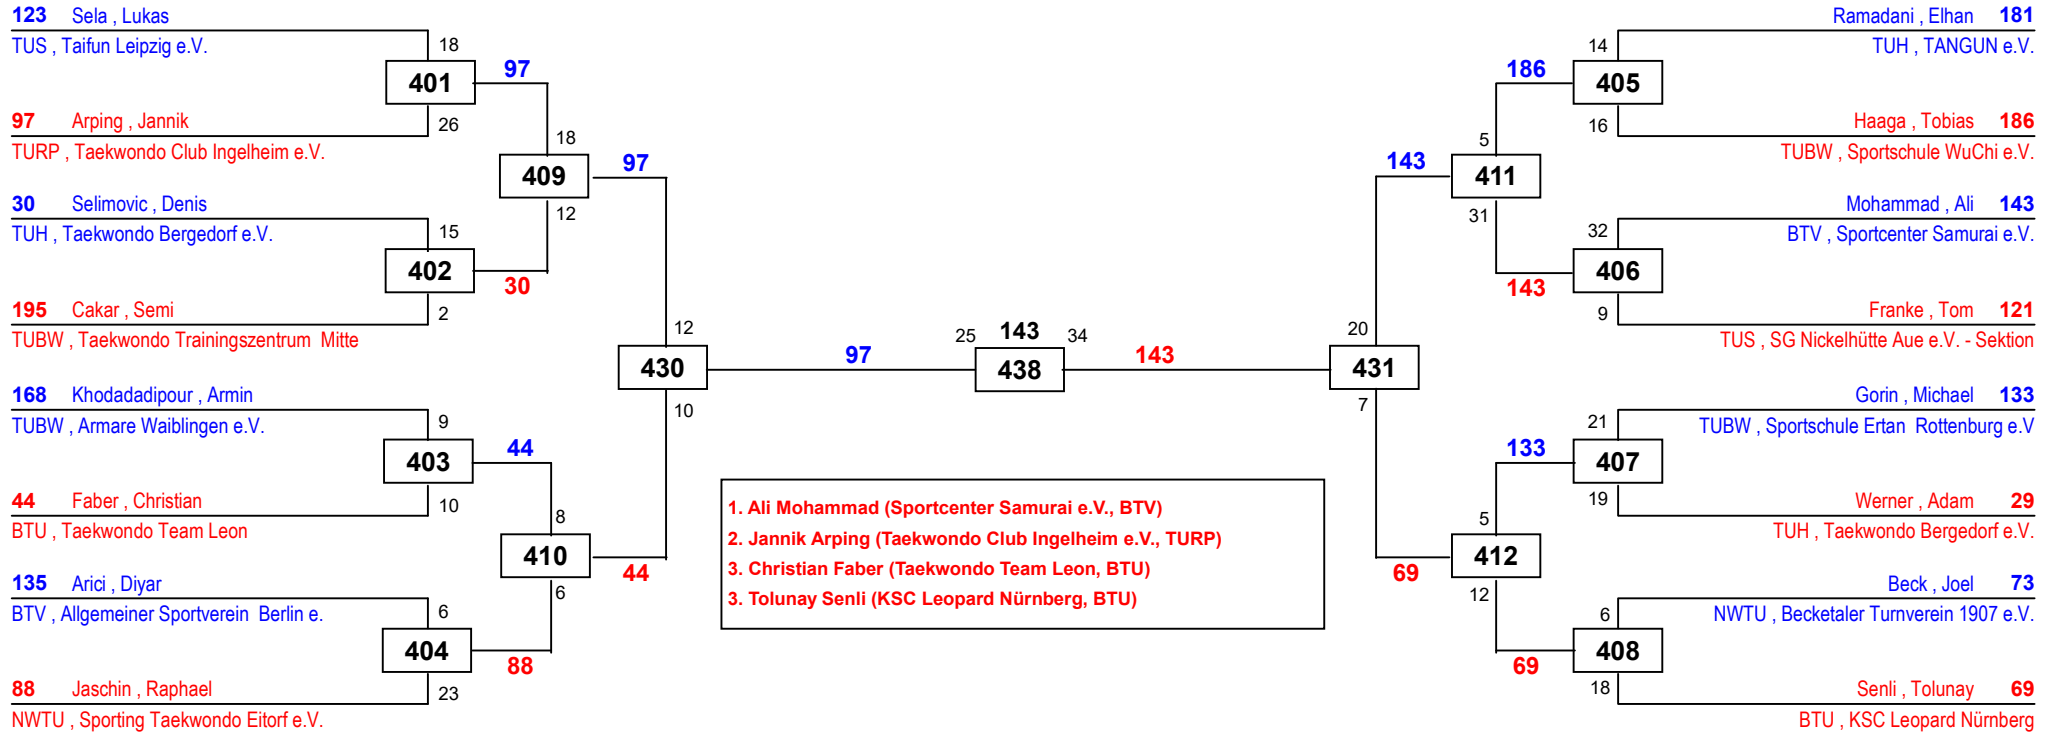 123 Sela , Lukas
TUS , Taifun Leipzig e.V.
18
401
97
97 Arping , Jannik
26
TURP , Taekwondo Club Ingelheim e.V.
18
409
97
12
30 Selimovic , Denis
TUH , Taekwondo Bergedorf e.V.
15
402
30
195 Cakar , Semi
2
TUBW , Taekwondo Trainingszentrum Mitte
12
430
97
10
168 Khodadadipour , Armin
TUBW , Armare Waiblingen e.V.
9
403
44
44 Faber , Christian
10
BTU , Taekwondo Team Leon
8
410
44
6
135 Arici , Diyar
BTV , Allgemeiner Sportverein Berlin e.
6
404
88
88 Jaschin , Raphael
23
NWTU , Sporting Taekwondo Eitorf e.V.
25 143 34
438
143
1. Ali Mohammad (Sportcenter Samurai e.V., BTV)
2. Jannik Arping (Taekwondo Club Ingelheim e.V., TURP)
3. Christian Faber (Taekwondo Team Leon, BTU)
3. Tolunay Senli (KSC Leopard Nürnberg, BTU)
Ramadani , Elhan 181
14
TUH , TANGUN e.V.
186
405
16
Haaga , Tobias 186
TUBW , Sportschule WuChi e.V.
5
143
411
31
Mohammad , Ali 143
32
BTV , Sportcenter Samurai e.V.
406
143
9
Franke , Tom 121
TUS , SG Nickelhütte Aue e.V. - Sektion
20
431
7
Gorin , Michael 133
21
TUBW , Sportschule Ertan Rottenburg e.V
133
407
19
Werner , Adam 29
TUH , Taekwondo Bergedorf e.V.
5
412
69
12
Beck , Joel 73
6
NWTU , Becketaler Turnverein 1907 e.V.
408
69
18
Senli , Tolunay 69
BTU , KSC Leopard Nürnberg